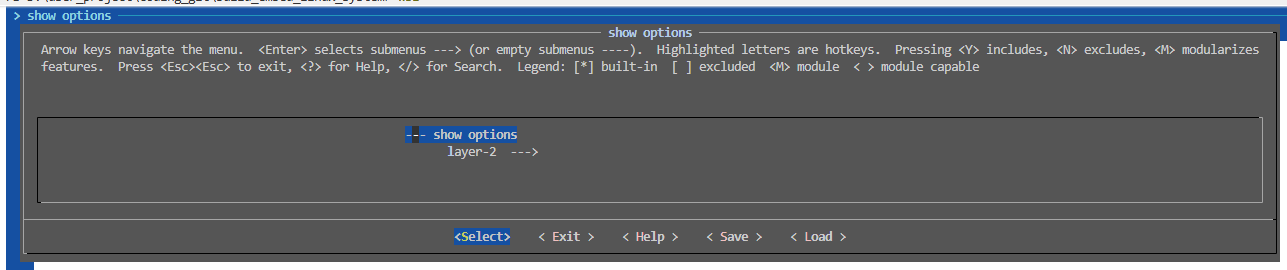 > show options
show options
Arrow keys navigate the menu.  <Enter> selects submenus ---> (or empty submenus ----).  Highlighted letters are hotkeys.  Pressing <Y> includes, <N> excludes, <M> modularizes
features.  Press <Esc><Esc> to exit, <?> for Help, </> for Search.  Legend: [*] built-in  [ ] excluded  <M> module  < > module capable
--- show options
layer-2  --->
<Select>    < Exit >    < Help >    < Save >    < Load >